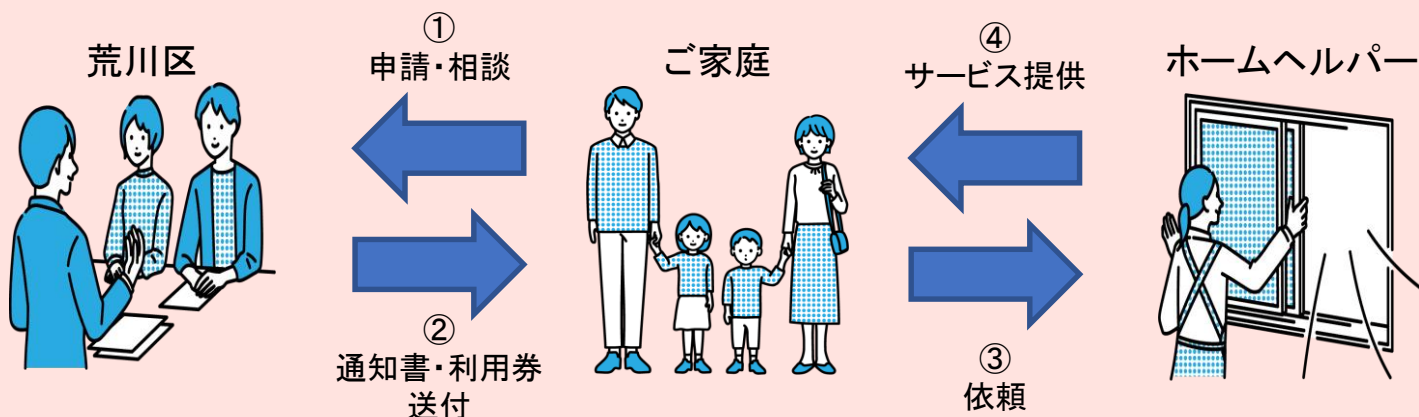 荒川区
①
申請・相談
ご家庭
④
サービス提供
ホームヘルパー
②
通知書・利用券
送付
③
依頼